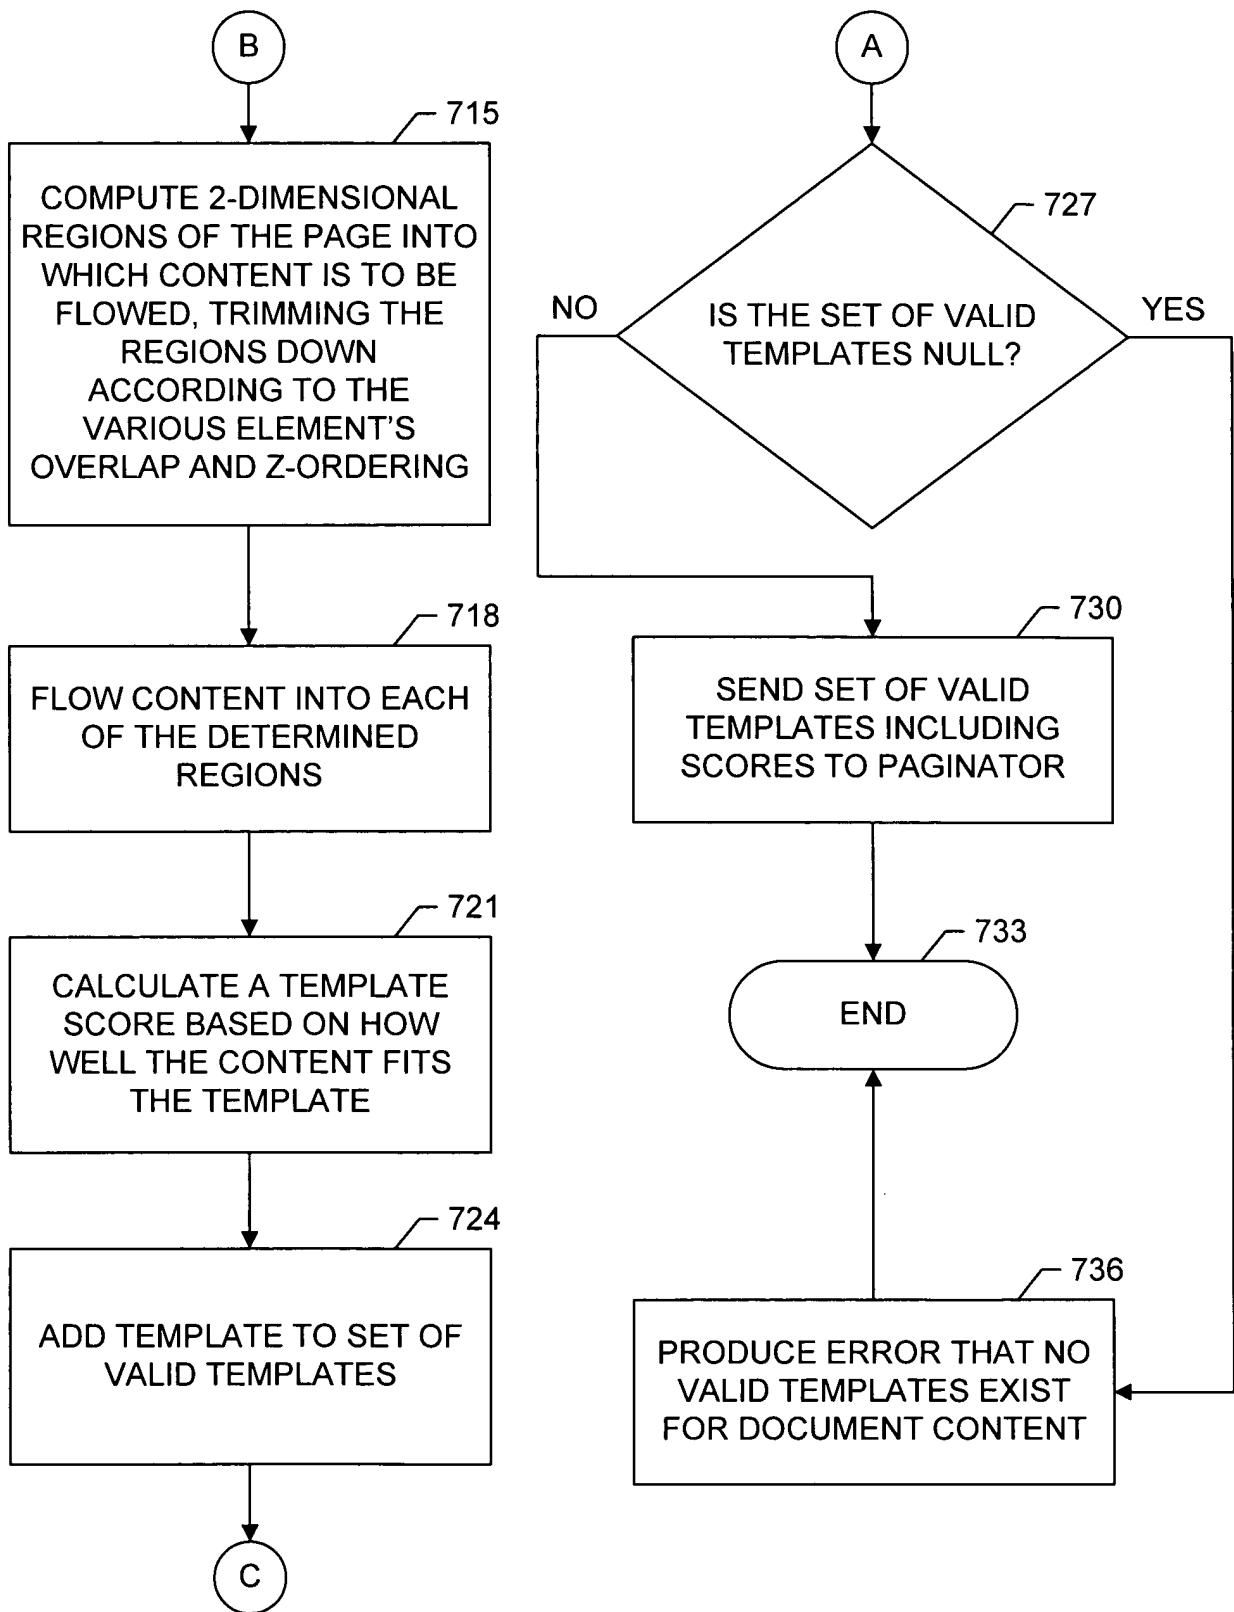 B
715
COMPUTE 2-DIMENSIONAL
REGIONS OF THE PAGE INTO
WHICH CONTENT IS TO BE
FLOWED, TRIMMING THE
REGIONS DOWN
ACCORDING TO THE
VARIOUS ELEMENT'S
OVERLAP AND Z-ORDERING
718
FLOW CONTENT INTO EACH
OF THE DETERMINED
REGIONS
721
CALCULATE A TEMPLATE
SCORE BASED ON HOW
WELL THE CONTENT FITS
THE TEMPLATE
724
ADD TEMPLATE TO SET OF
VALID TEMPLATES
C
A
727
IS THE SET OF VALID
TEMPLATES NULL?
NO
YES
730
SEND SET OF VALID
TEMPLATES INCLUDING
SCORES TO PAGINATOR
733
END
736
PRODUCE ERROR THAT NO
VALID TEMPLATES EXIST
FOR DOCUMENT CONTENT